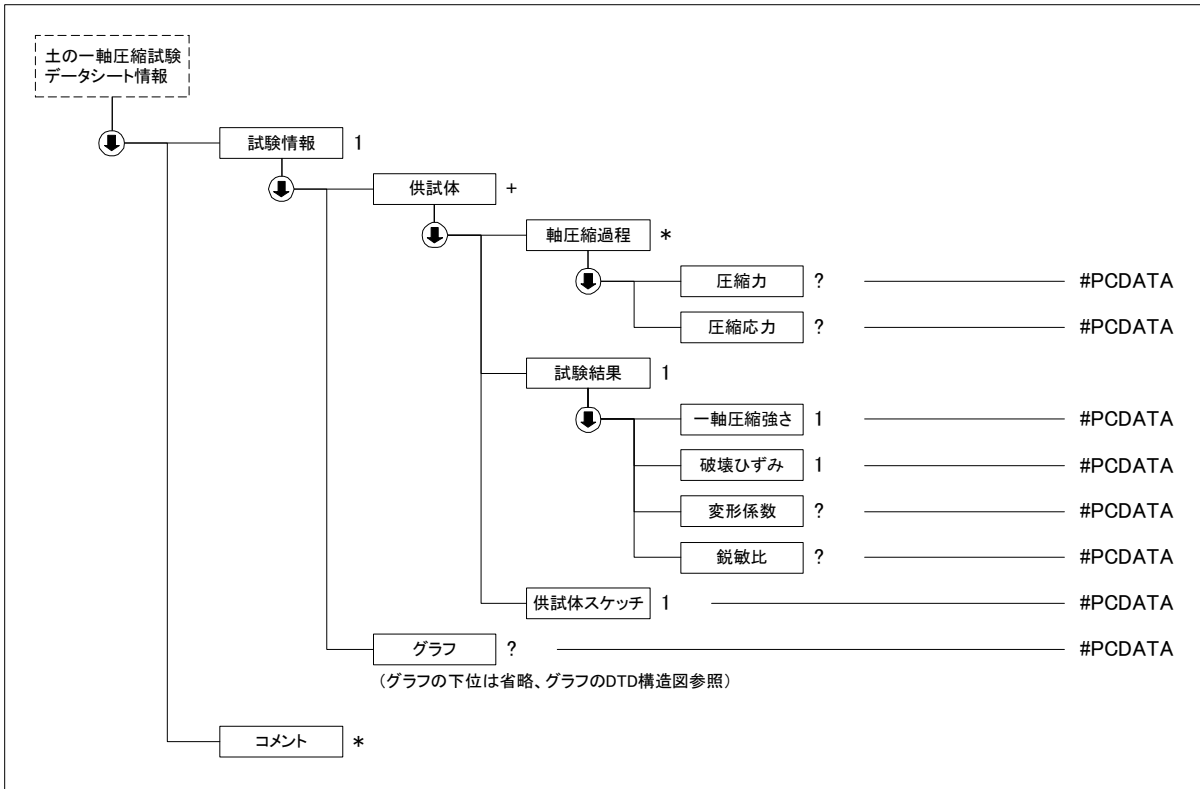 土の一軸圧縮試験
データシート情報
試験情報 1
供試体 +
軸圧縮過程 *
圧縮力 ? #PCDATA
圧縮応力 ? #PCDATA
試験結果 1
一軸圧縮強さ 1 #PCDATA
破壊ひずみ 1 #PCDATA
変形係数 ? #PCDATA
鋭敏比 ? #PCDATA
供試体スケッチ 1 #PCDATA
グラフ ? #PCDATA
(グラフの下位は省略、グラフのDTD構造図参照)
コメント *